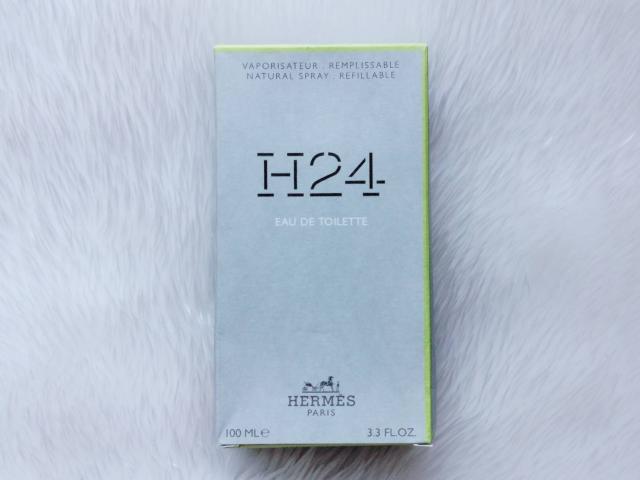 VAPORISATEUR . REMPLISSABLE
NATURAL SPRAY . REFILLABLE
H24
EAU DE TOILETTE
HERMÈS
PARIS
100 ML℮ 3.3 FL.OZ.